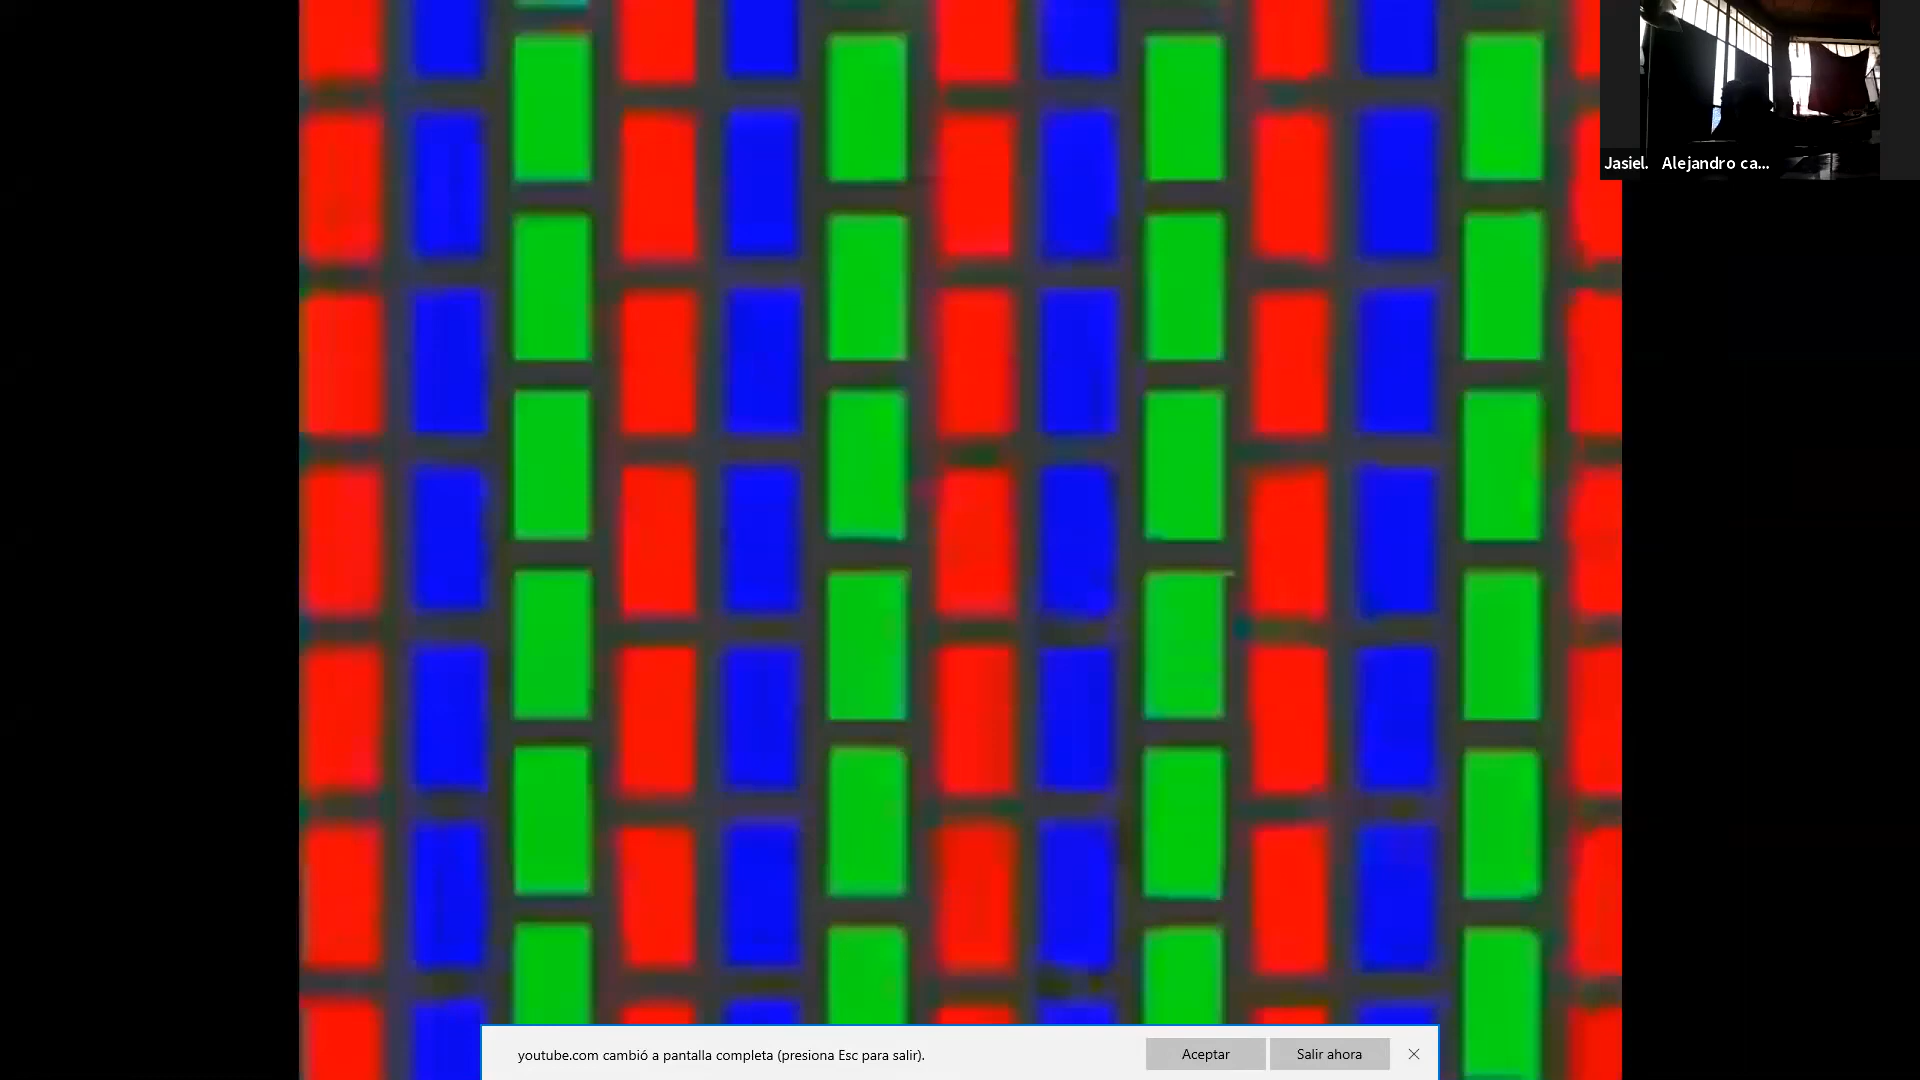 Jasiel. Alejandro ca...
youtube.com cambió a pantalla completa (presiona Esc para salir).
Aceptar
Salir ahora